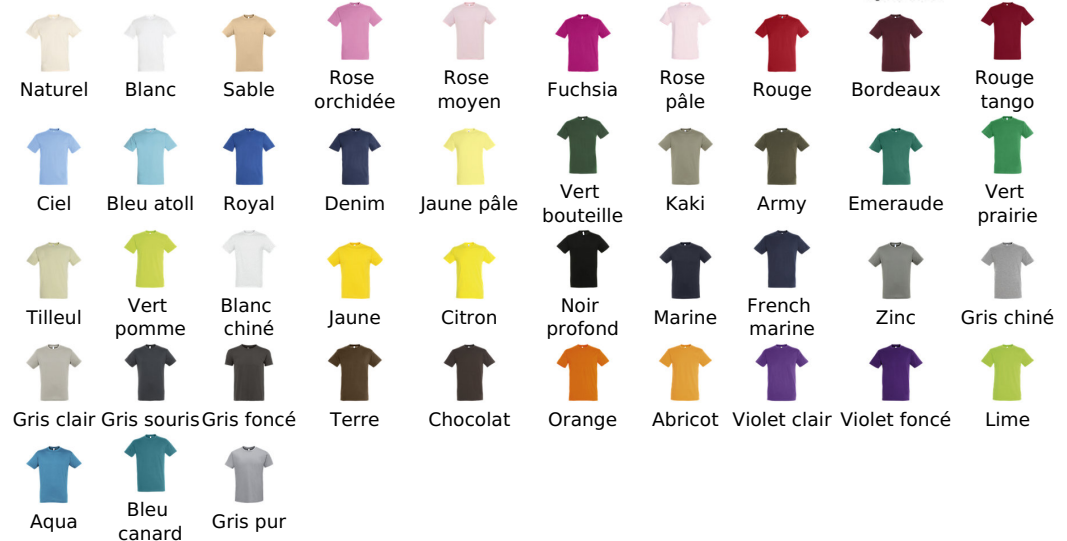 Naturel
Blanc
Sable
Rose
orchidée
Rose
moyen
Fuchsia
Rose
pâle
Rouge
Bordeaux
Rouge
tango
Ciel
Bleu atoll
Royal
Denim
Jaune pâle
Vert
bouteille
Kaki
Army
Emeraude
Vert
prairie
Tilleul
Vert
pomme
Blanc
chiné
Jaune
Citron
Noir
profond
Marine
French
marine
Zinc
Gris chiné
Gris clair
Gris souris
Gris foncé
Terre
Chocolat
Orange
Abricot
Violet clair
Violet foncé
Lime
Aqua
Bleu
canard
Gris pur